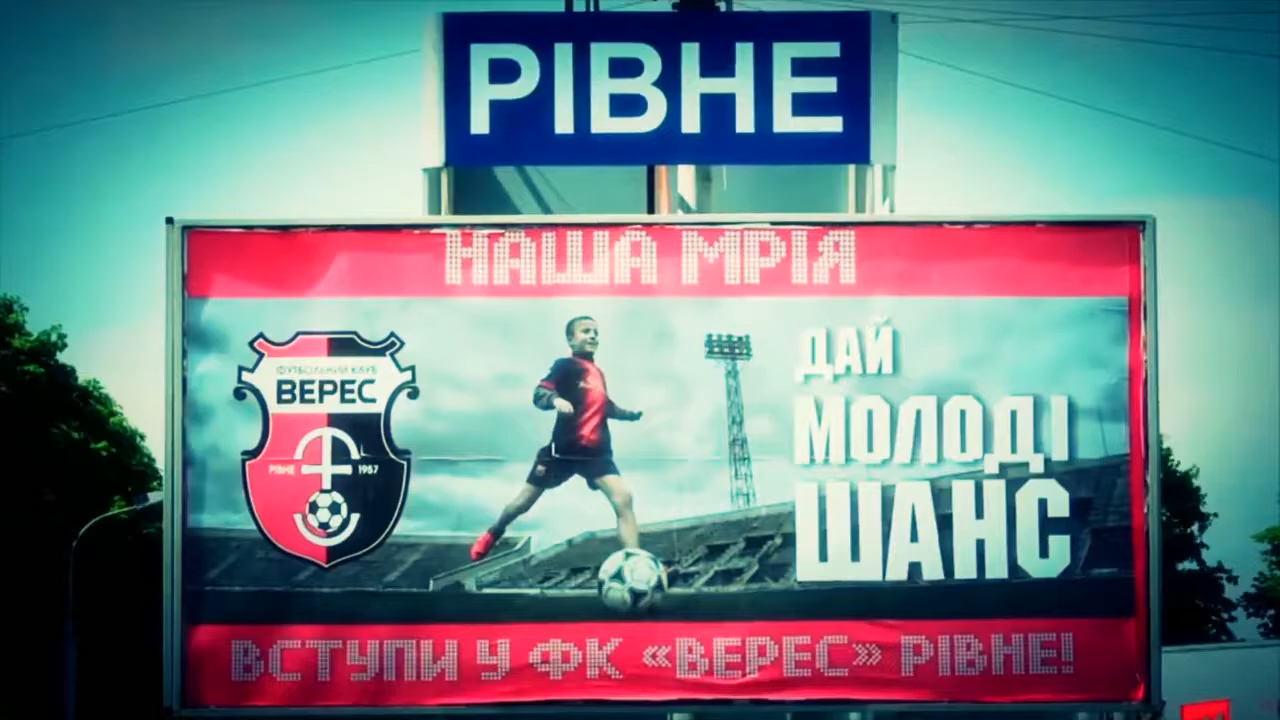 РІВНЕ
НАША МРІЯ
ФУТБОЛЬНИЙ КЛУБ
ВЕРЕС
РІВНЕ 1957
ДАЙ
МОЛОДІ
ШАНС
ВСТУПИ У ФК «ВЕРЕС» РІВНЕ!